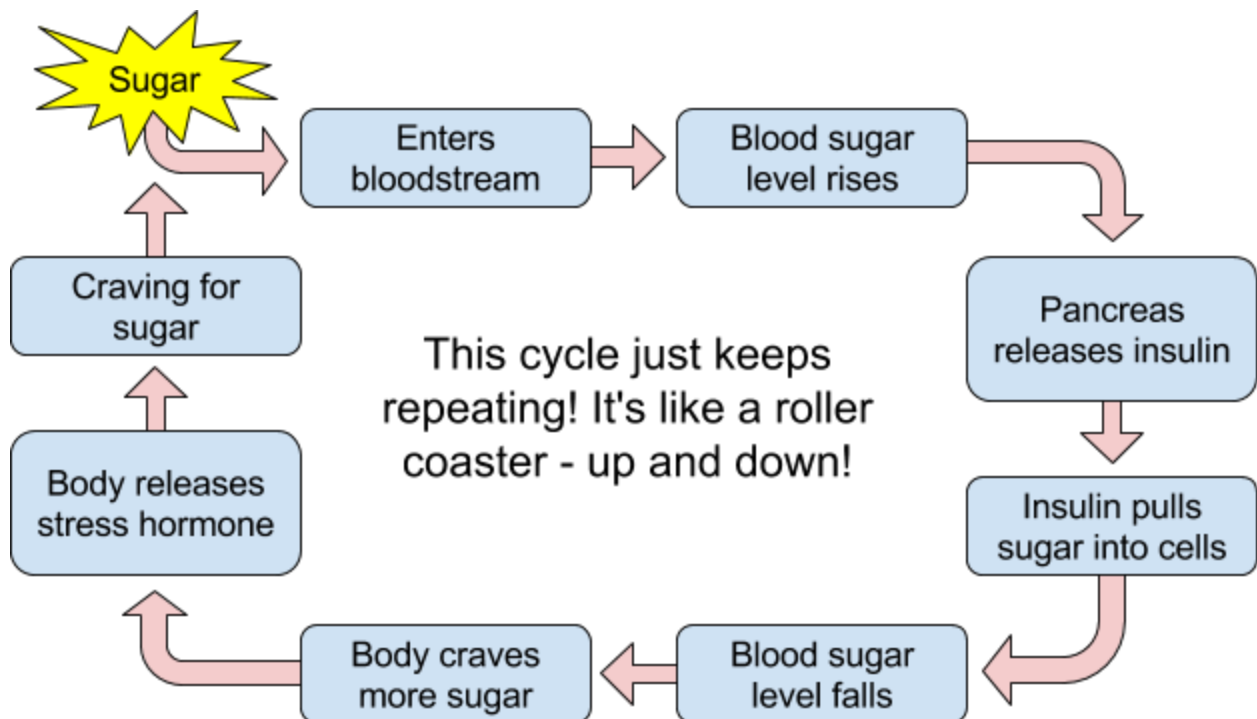 Sugar
Enters
bloodstream
Blood sugar
level rises
Pancreas
releases insulin
Insulin pulls
sugar into cells
Blood sugar
level falls
Body craves
more sugar
Body releases
stress hormone
Craving for
sugar
This cycle just keeps
repeating! It's like a roller
coaster - up and down!